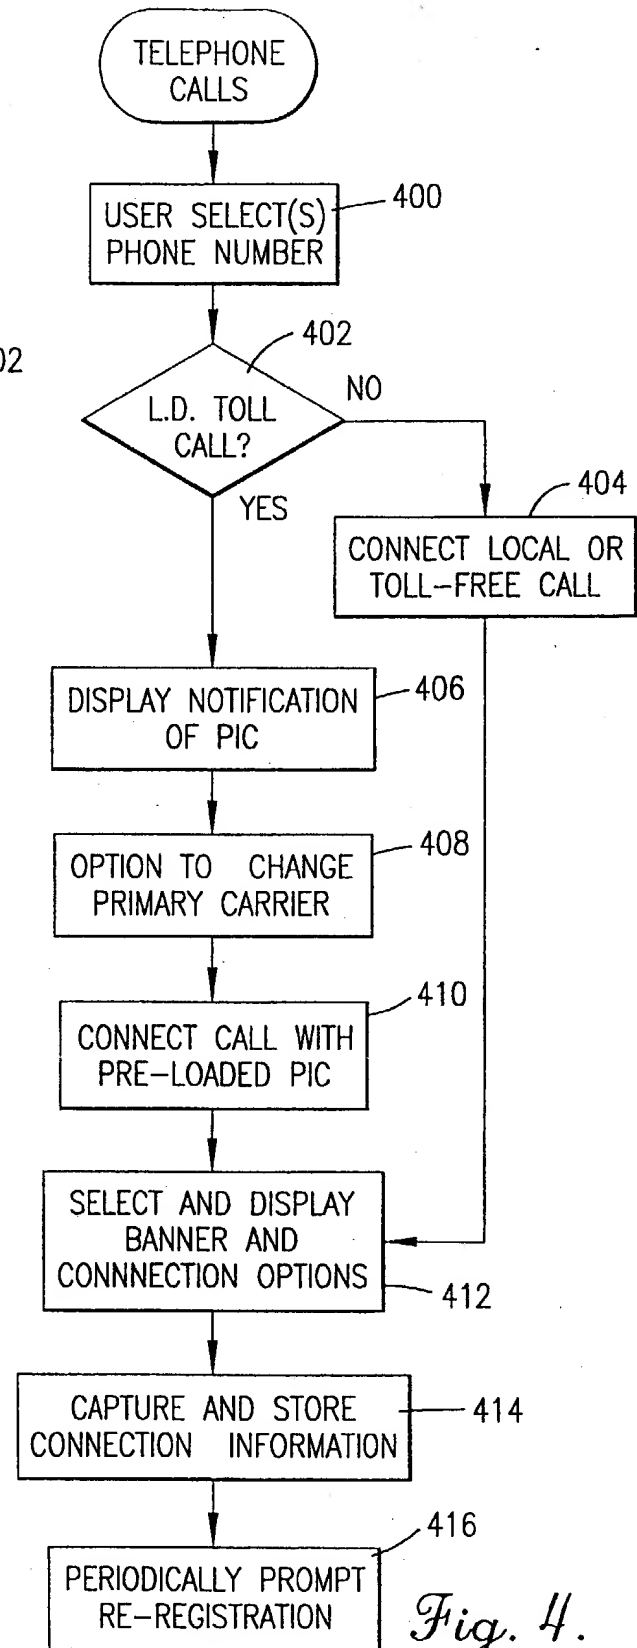 TELEPHONE
CALLS
400
USER SELECT(S)
PHONE NUMBER
402
02
L.D. TOLL
CALL?
NO
YES
404
CONNECT LOCAL OR
TOLL-FREE CALL
406
DISPLAY NOTIFICATION
OF PIC
408
OPTION TO CHANGE
PRIMARY CARRIER
410
CONNECT CALL WITH
PRE-LOADED PIC
SELECT AND DISPLAY
BANNER AND
CONNNECTION OPTIONS
412
CAPTURE AND STORE
CONNECTION INFORMATION
414
416
PERIODICALLY PROMPT
RE-REGISTRATION
Fig. 4.